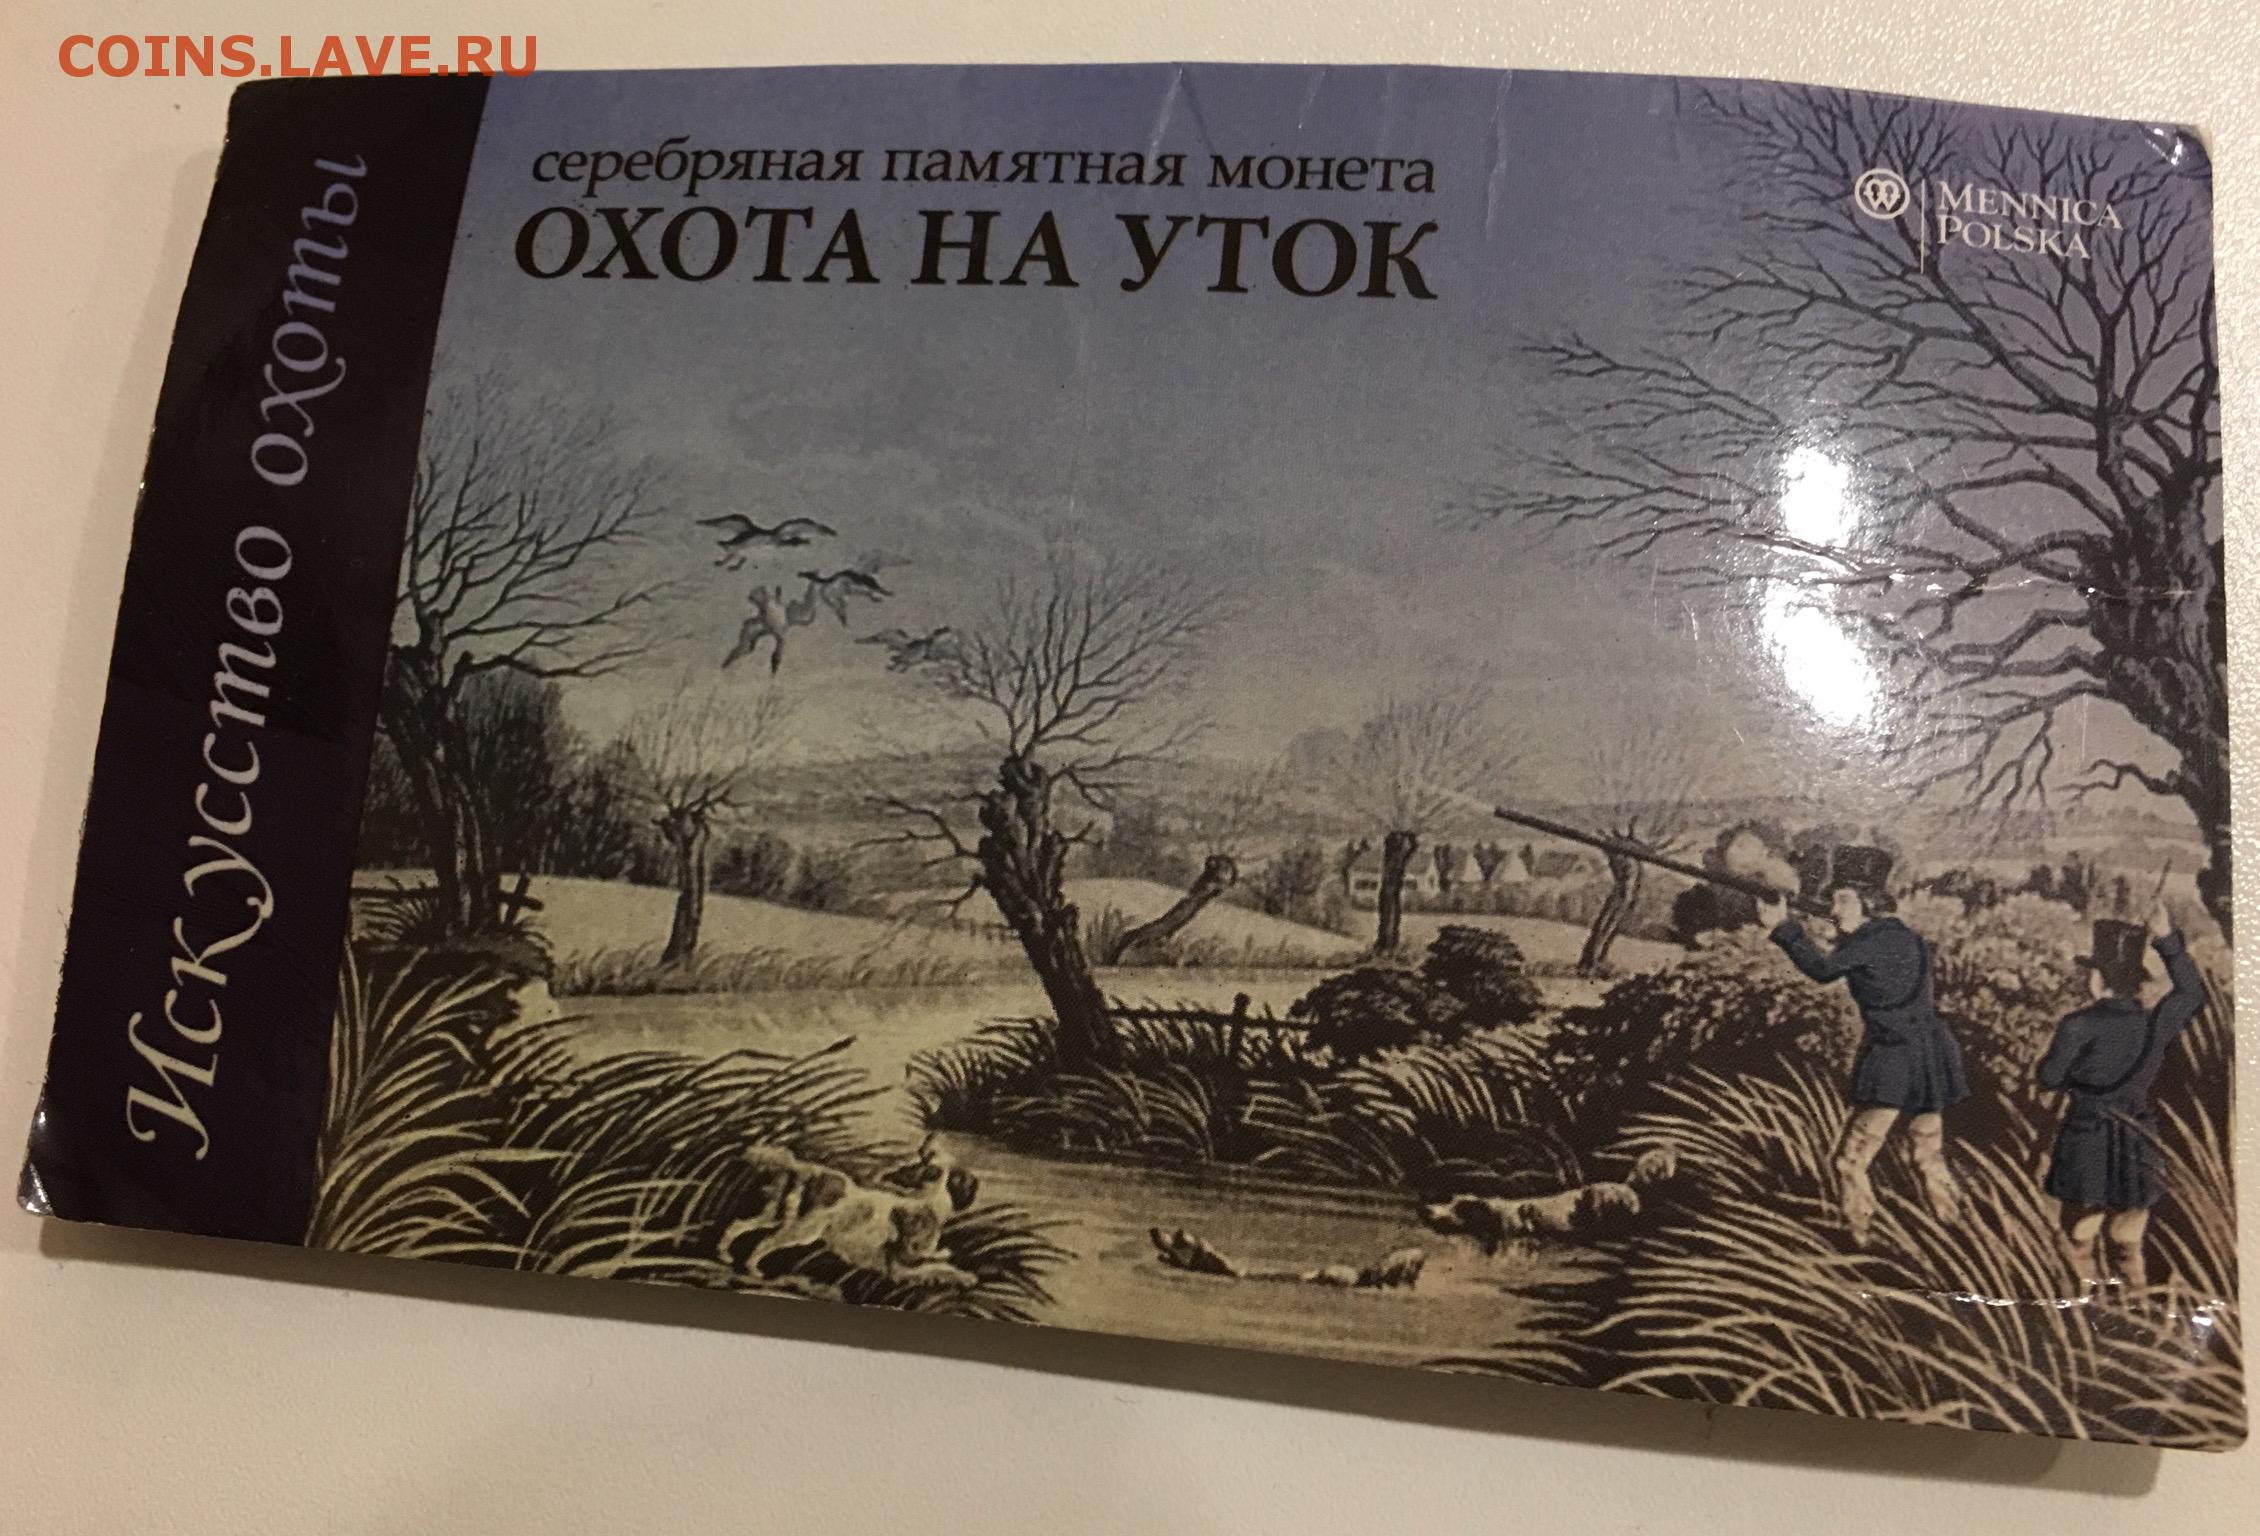 COINS.LAVE.RU
серебряная памятная монета
ОХОТА НА УТОК
MENNICA
POLSKA
Искусство охоты